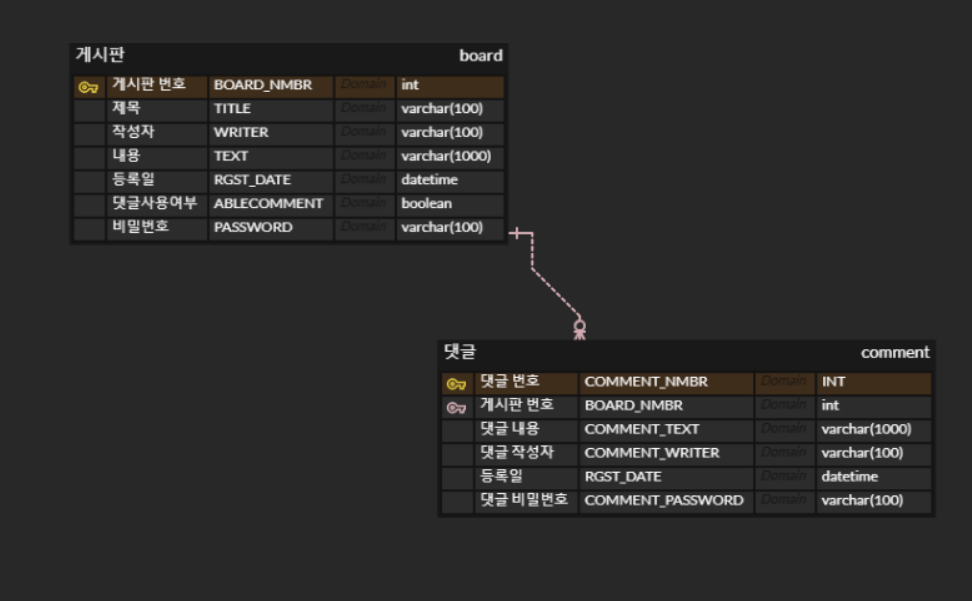 게시판 board
게시판 번호 BOARD_NMBR Domain int
제목 TITLE Domain varchar(100)
작성자 WRITER Domain varchar(100)
내용 TEXT Domain varchar(1000)
등록일 RGST_DATE Domain datetime
댓글사용여부 ABLECOMMENT Domain boolean
비밀번호 PASSWORD Domain varchar(100)
댓글 comment
댓글 번호 COMMENT_NMBR Domain INT
게시판 번호 BOARD_NMBR Domain int
댓글 내용 COMMENT_TEXT Domain varchar(1000)
댓글 작성자 COMMENT_WRITER Domain varchar(100)
등록일 RGST_DATE Domain datetime
댓글 비밀번호 COMMENT_PASSWORD Domain varchar(100)